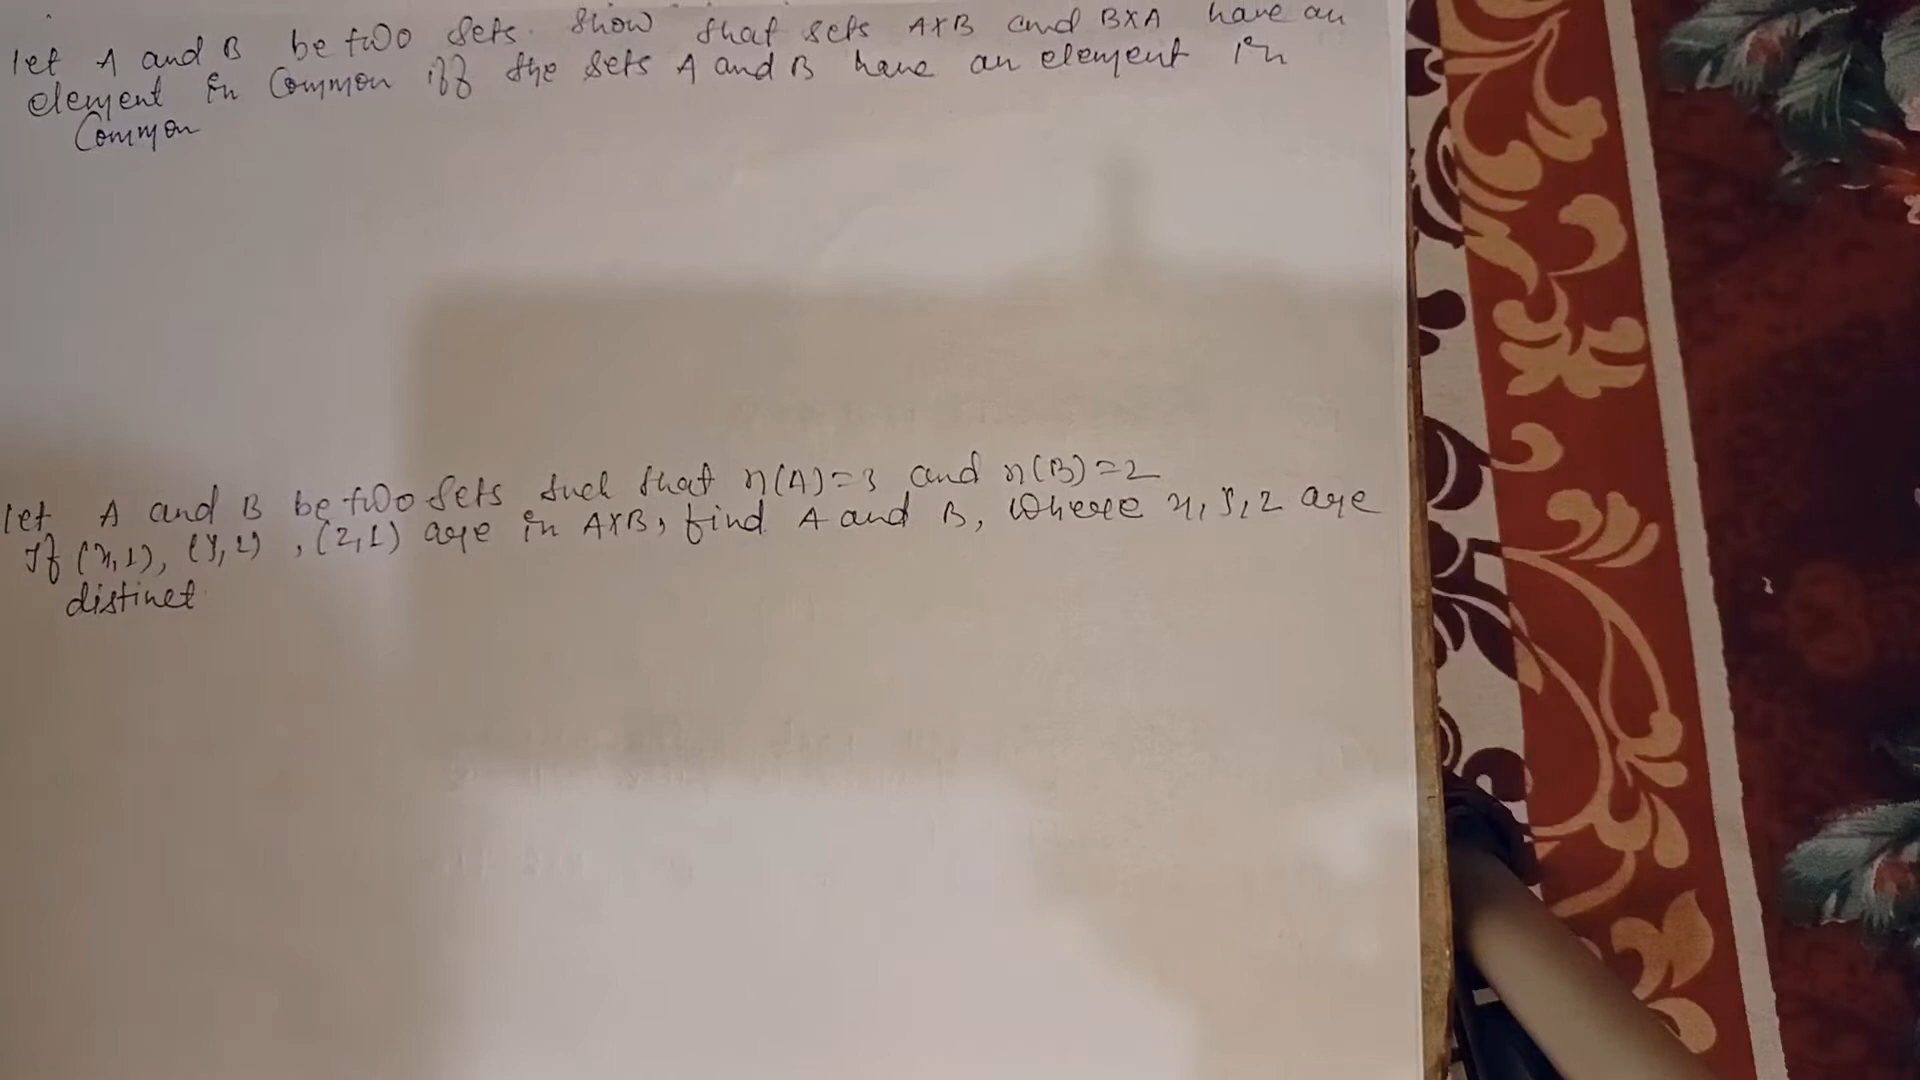 let A and B be two sets. Show that sets A×B and B×A have an
element in Common iff the sets A and B have an element in
Common
let A and B be two sets such that n(A)=3 and n(B)=2
If (x,1), (y,2), (z,1) are in A×B, find A and B, where x, y, z are
distinct